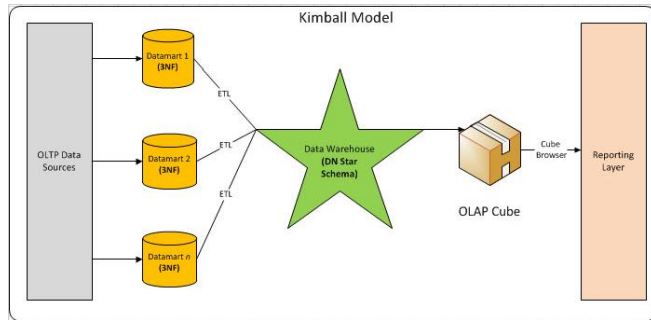 Kimball Model
OLTP Data
Sources
Datamart 1
(3NF)
ETL
Datamart 2
(3NF)
ETL
Datamart n
(3NF)
ETL
Data Warehouse
(DN Star
Schema)
OLAP Cube
Cube
Browser
Reporting
Layer